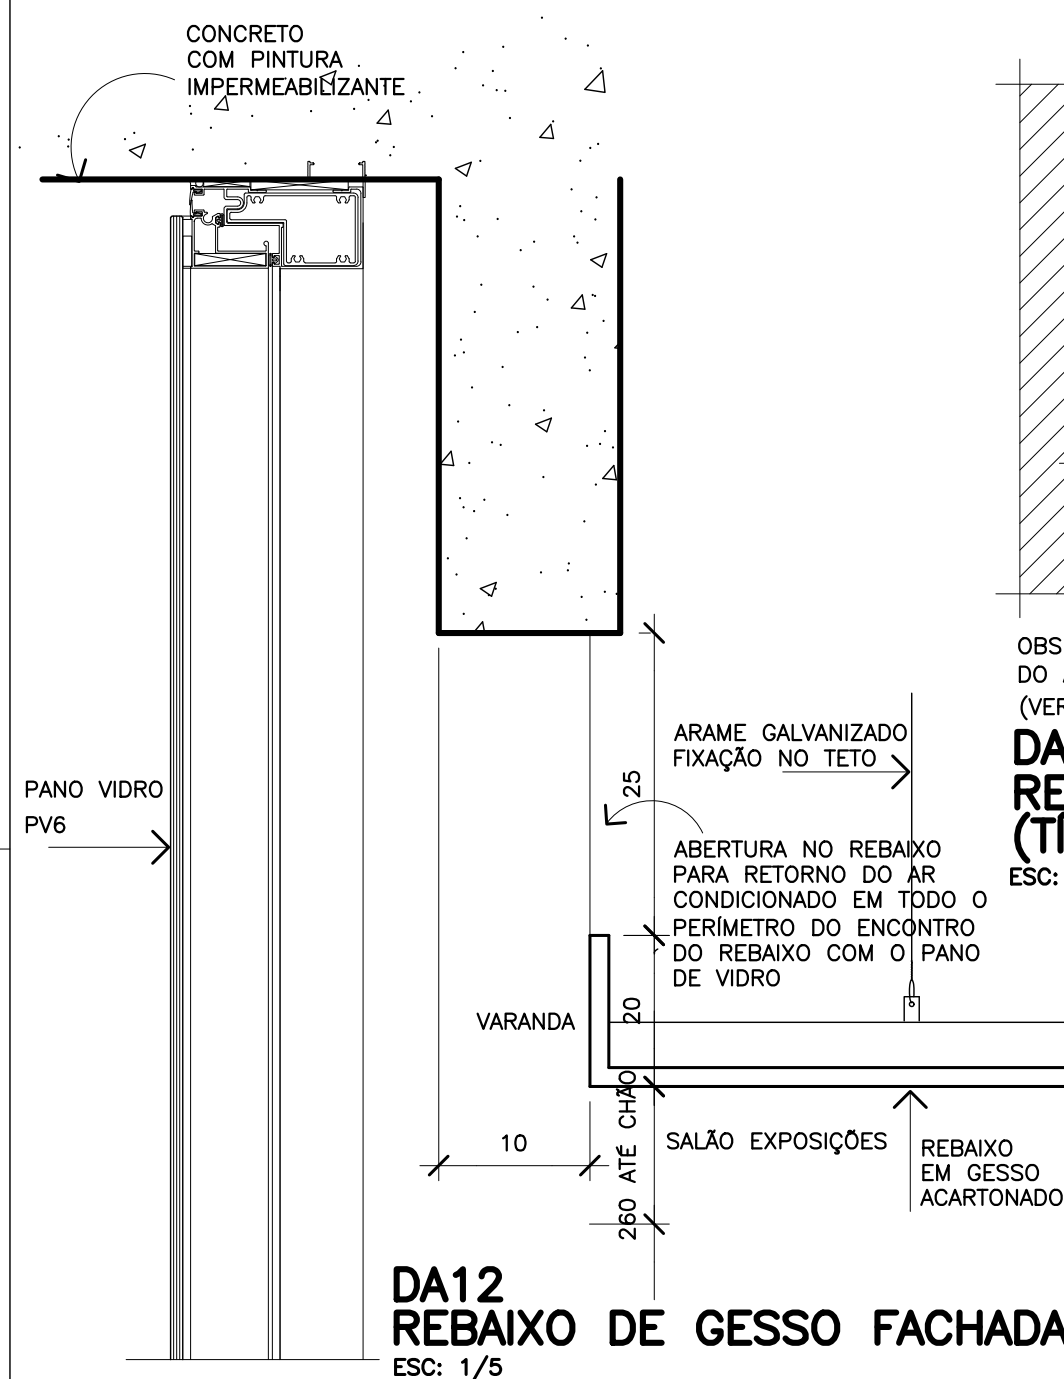 CONCRETO
COM PINTURA
IMPERMEABILIZANTE
PANO VIDRO
PV6
ARAME GALVANIZADO
FIXAÇÃO NO TETO
25
ABERTURA NO REBAIXO
PARA RETORNO DO AR
CONDICIONADO EM TODO O
PERÍMETRO DO ENCONTRO
DO REBAIXO COM O PANO
DE VIDRO
20
VARANDA
260 ATÉ CHÃO
10
SALÃO EXPOSIÇÕES
REBAIXO
EM GESSO
ACARTONADO
DA12
REBAIXO DE GESSO FACHADA
ESC: 1/5
OBS
DO
(VER
DA
RE
(TÍ
ESC: